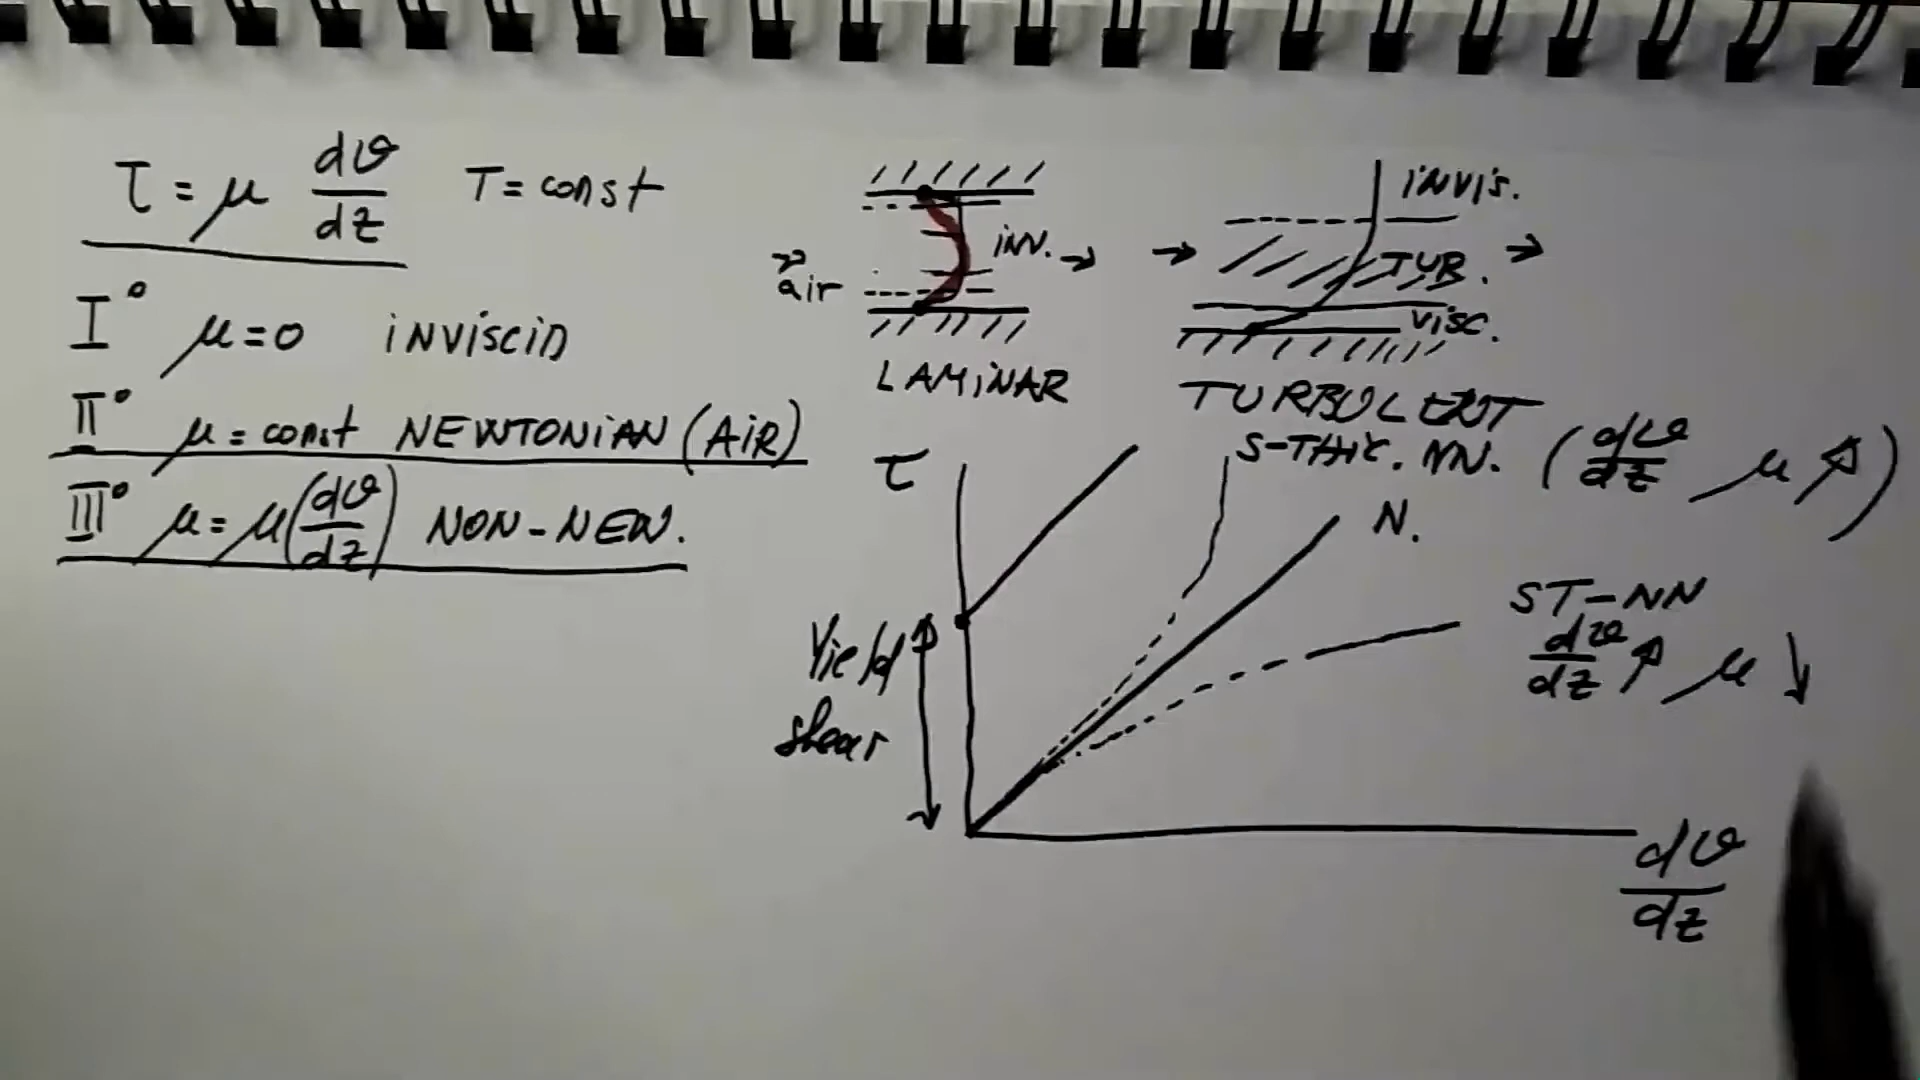 τ = μ dϑ/dz T = const
I° μ = 0 iNViSCiD
II° μ = const NEWTONiAN (AiR)
III° μ = μ(dϑ/dz) NON-NEW.
iNV.
air
LAMiNAR
iNVis.
TUR.
Visc.
TURBULENT
τ
S-THIC. NN. (dϑ/dz μ ↑)
N.
ST-NN
dϑ/dz ↑ μ ↓
Yield
shear
dϑ/dz